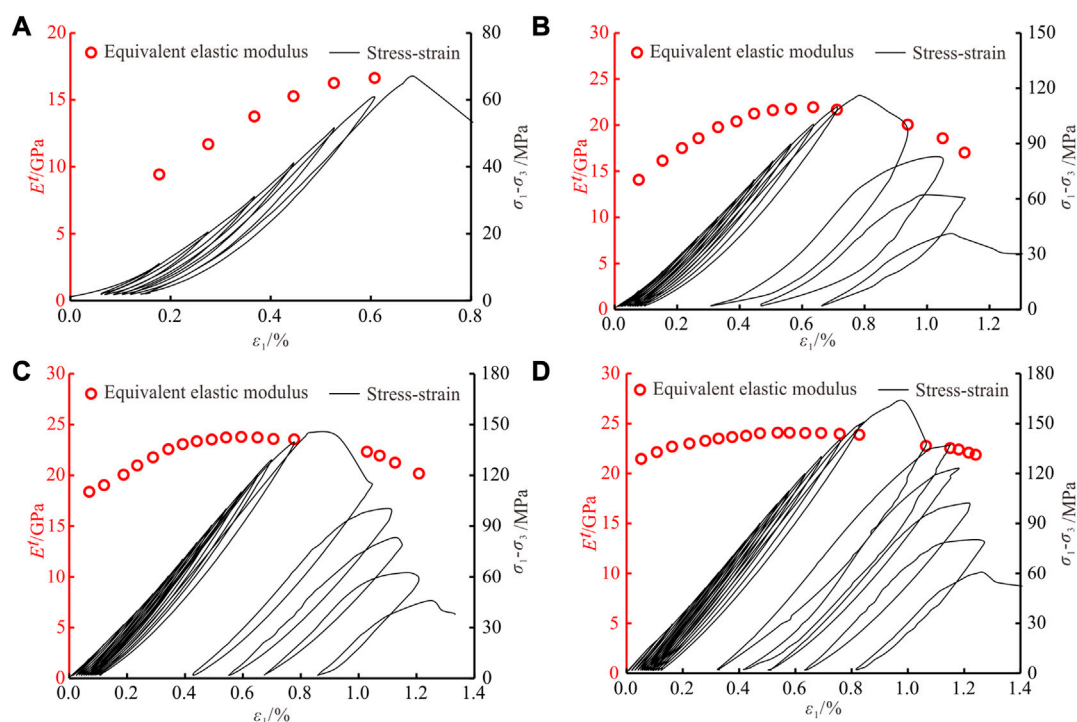 A
Equivalent elastic modulus
Stress-strain
20
15
10
5
0
Eᵗ/GPa
80
60
40
20
0
σ₁-σ₃ /MPa
0.0 0.2 0.4 0.6 0.8
ε₁/%
B
Equivalent elastic modulus
Stress-strain
30
25
20
15
10
5
0
Eᵗ/GPa
150
120
90
60
30
0
σ₁-σ₃ /MPa
0.0 0.2 0.4 0.6 0.8 1.0 1.2
ε₁/%
C
Equivalent elastic modulus
Stress-strain
30
25
20
15
10
5
0
Eᵗ/GPa
180
150
120
90
60
30
0
σ₁-σ₃ /MPa
0.0 0.2 0.4 0.6 0.8 1.0 1.2 1.4
ε₁/%
D
Equivalent elastic modulus
Stress-strain
30
25
20
15
10
5
0
Eᵗ/GPa
180
150
120
90
60
30
0
σ₁-σ₃ /MPa
0.0 0.2 0.4 0.6 0.8 1.0 1.2 1.4
ε₁/%